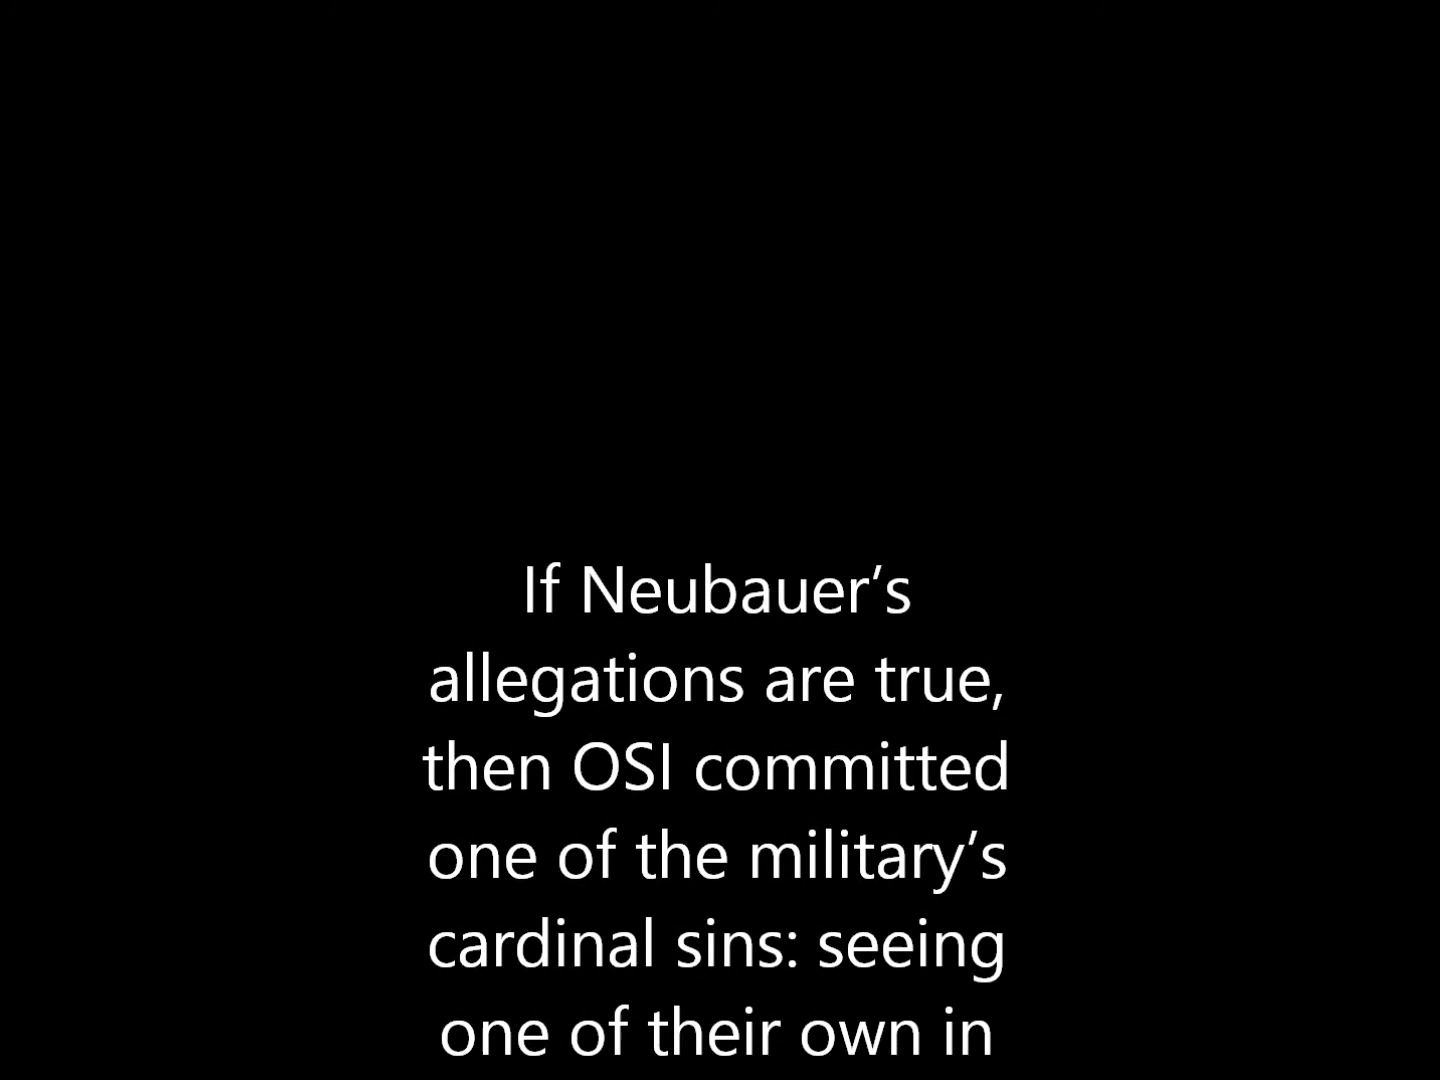 If Neubauer’s
allegations are true,
then OSI committed
one of the military’s
cardinal sins: seeing
one of their own in